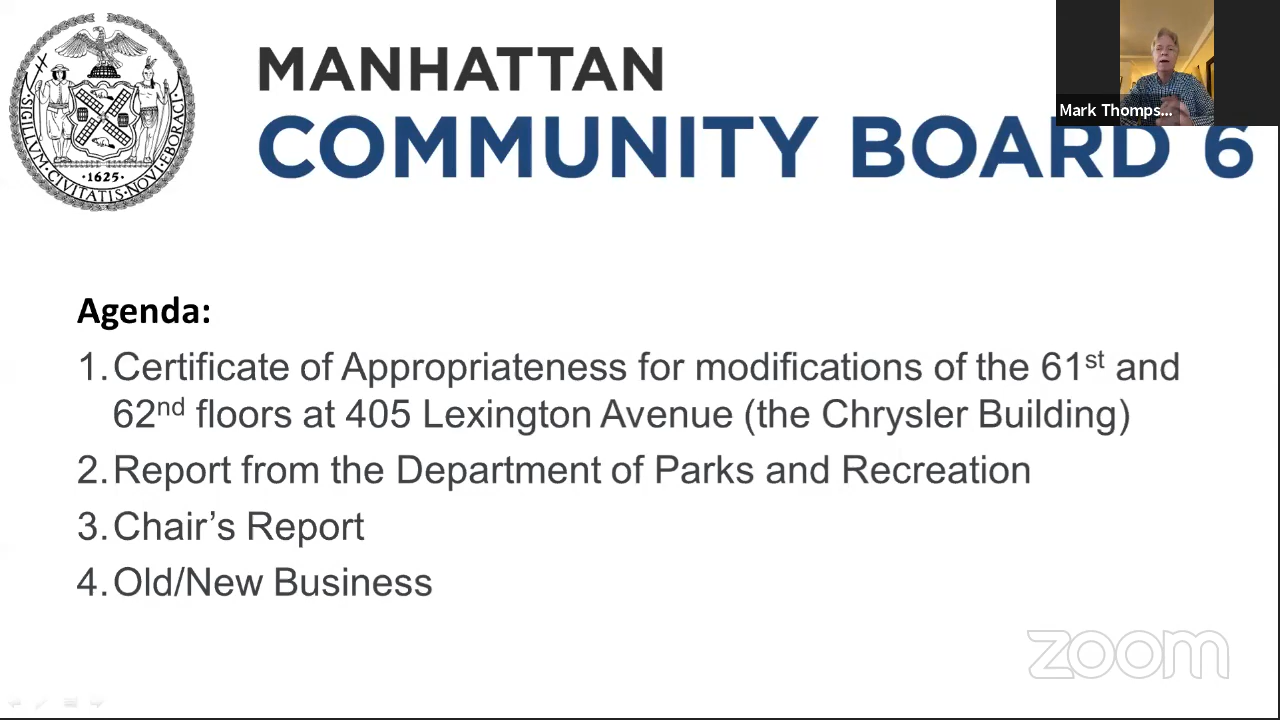 MANHATTAN
COMMUNITY BOARD 6
SIGILLVM·CIVITATIS·NOVI·EBORACI
·1625·
Mark Thomps...
Agenda:
1. Certificate of Appropriateness for modifications of the 61st and
62nd floors at 405 Lexington Avenue (the Chrysler Building)
2. Report from the Department of Parks and Recreation
3. Chair’s Report
4. Old/New Business
zoom